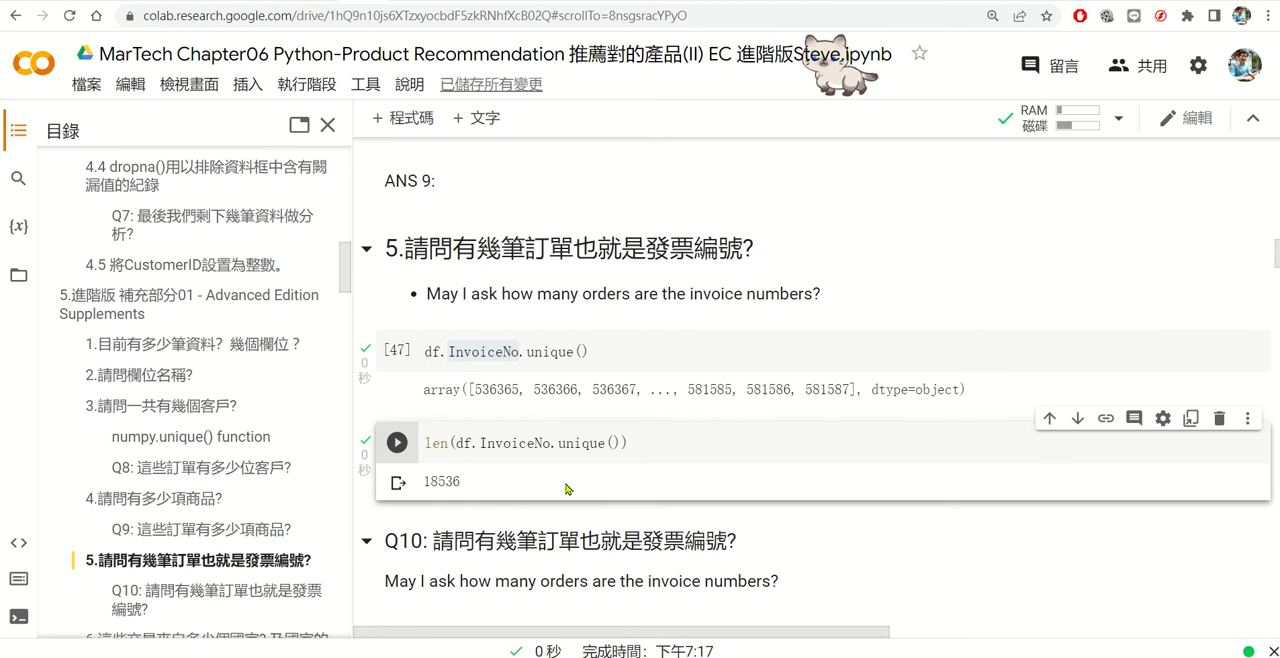 colab.research.google.com/drive/1hQ9n10js6XTzxyocbdF5zkRNhfXcB02Q#scrollTo=8nsgsracYPyO
MarTech Chapter06 Python-Product Recommendation 推薦對的產品(II) EC 進階版Steve.ipynb
檔案 編輯 檢視畫面 插入 執行階段 工具 說明 已儲存所有變更
留言 共用
目錄
+ 程式碼 + 文字
RAM
磁碟
編輯
4.4 dropna()用以排除資料框中含有闕
漏值的紀錄
Q7: 最後我們剩下幾筆資料做分
析?
4.5 將CustomerID設置為整數。
5.進階版 補充部分01 - Advanced Edition
Supplements
1.目前有多少筆資料? 幾個欄位 ?
2.請問欄位名稱?
3.請問一共有幾個客戶?
numpy.unique() function
Q8: 這些訂單有多少位客戶?
4.請問有多少項商品?
Q9: 這些訂單有多少項商品?
5.請問有幾筆訂單也就是發票編號?
Q10: 請問有幾筆訂單也就是發票
編號?
6.這些交易來自多少個國家? 及國家的
ANS 9:
5.請問有幾筆訂單也就是發票編號?
• May I ask how many orders are the invoice numbers?
[47] df.InvoiceNo.unique()
0
秒
array([536365, 536366, 536367, ..., 581585, 581586, 581587], dtype=object)
len(df.InvoiceNo.unique())
0
秒
18536
Q10: 請問有幾筆訂單也就是發票編號?
May I ask how many orders are the invoice numbers?
0 秒 完成時間: 下午7:17